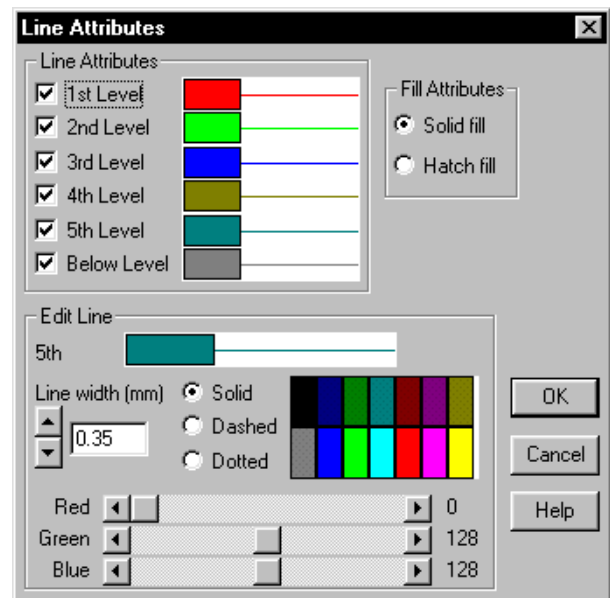 Line Attributes
Line Attributes
1st Level
2nd Level
3rd Level
4th Level
5th Level
Below Level
Fill Attributes
Solid fill
Hatch fill
Edit Line
5th
Line width (mm)
0.35
Solid
Dashed
Dotted
Red 0
Green 128
Blue 128
OK
Cancel
Help